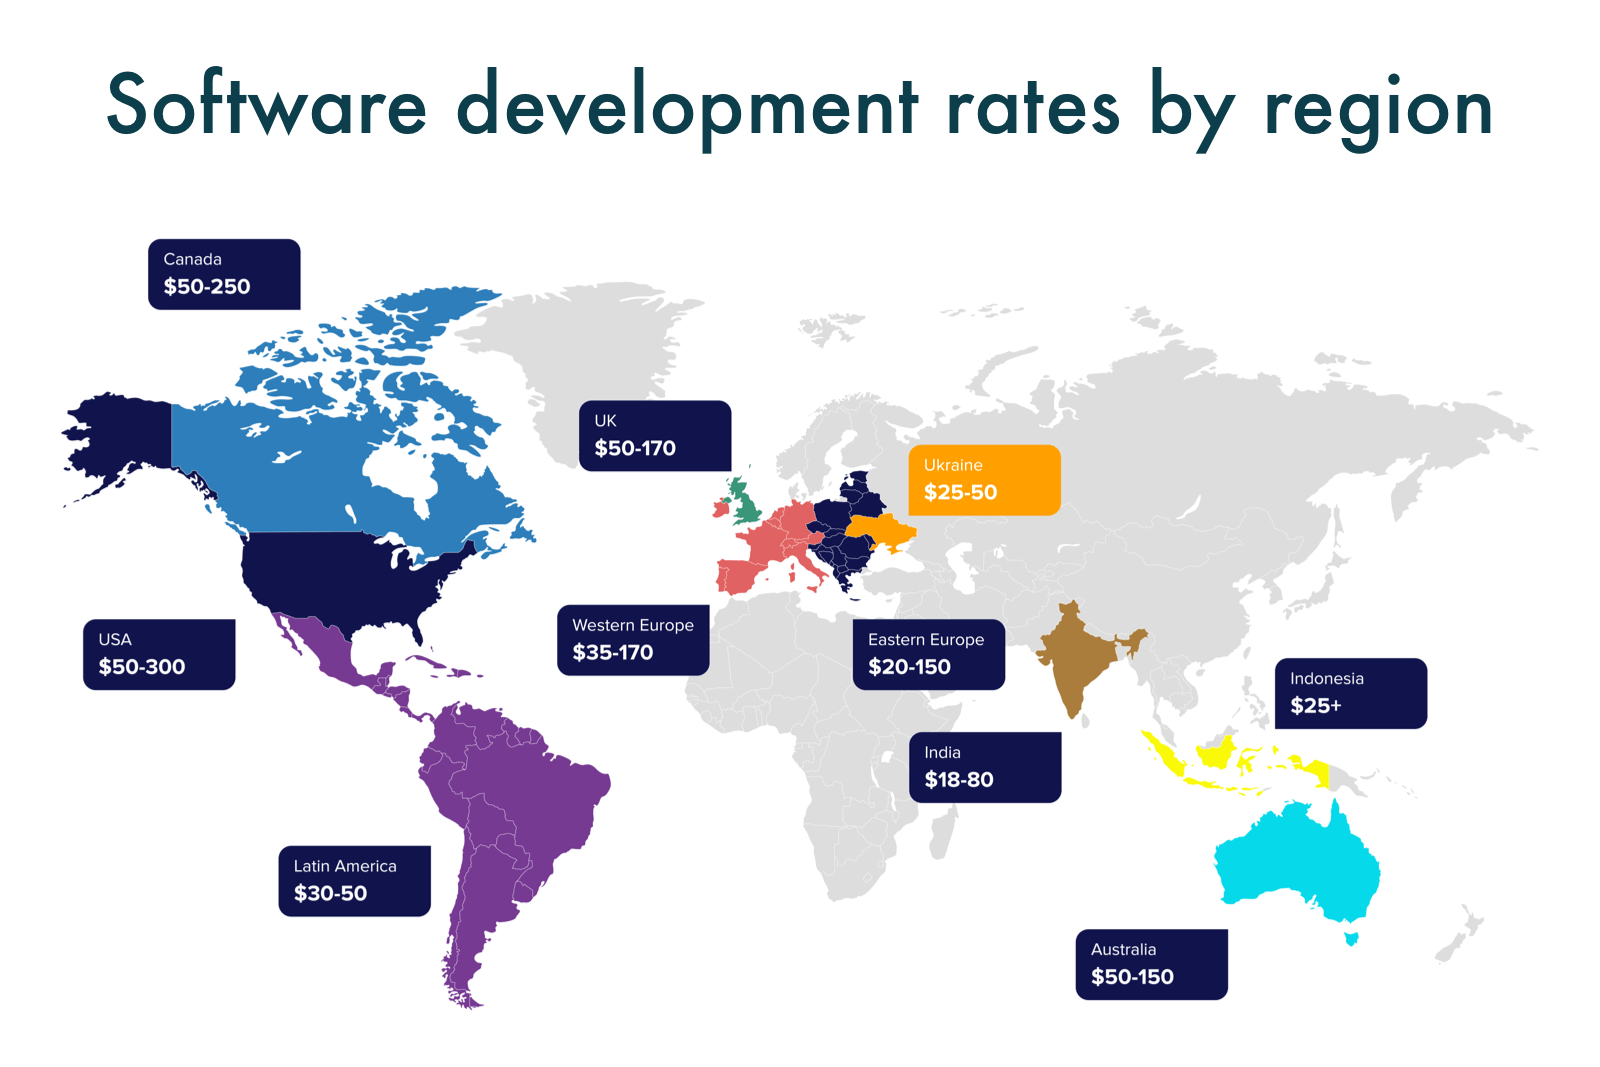 Software development rates by region
Canada
$50-250
UK
$50-170
Ukraine
$25-50
USA
$50-300
Western Europe
$35-170
Eastern Europe
$20-150
Indonesia
$25+
India
$18-80
Latin America
$30-50
Australia
$50-150